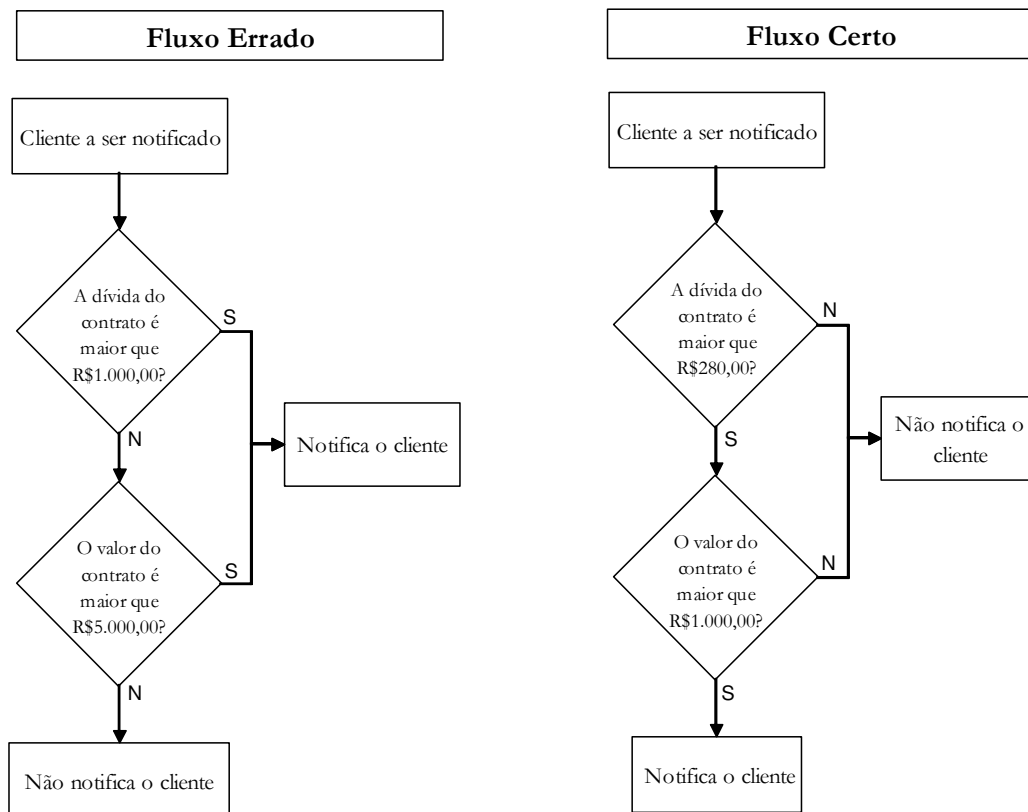 Fluxo Errado
Cliente a ser notificado
A dívida do
contrato é
maior que
R$1.000,00?
S
N
Notifica o cliente
O valor do
contrato é
maior que
R$5.000,00?
S
N
Não notifica o cliente
Fluxo Certo
Cliente a ser notificado
A dívida do
contrato é
maior que
R$280,00?
N
S
Não notifica o
cliente
O valor do
contrato é
maior que
R$1.000,00?
N
S
Notifica o cliente